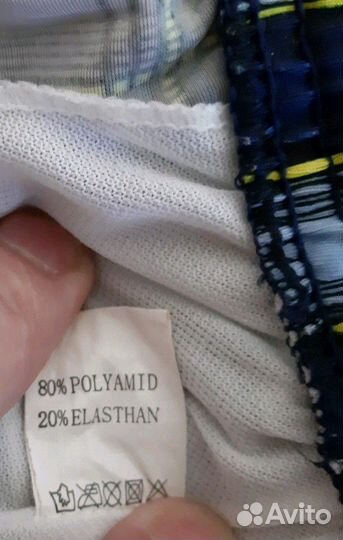 80% POLYAMID
20% ELASTHAN
Avito